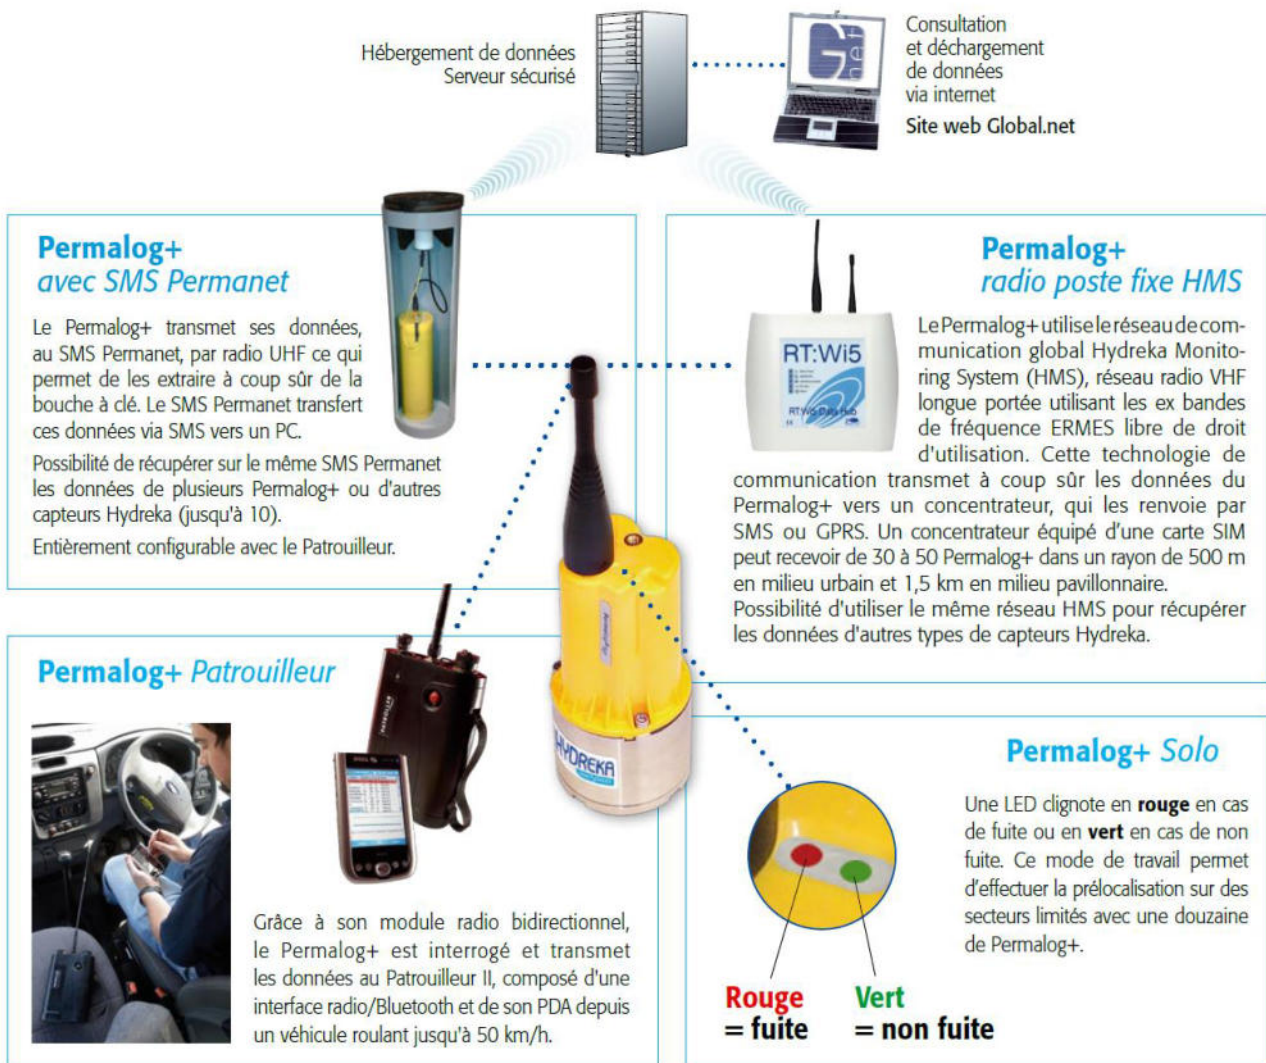 Hébergement de données
Serveur sécurisé
Consultation
et déchargement
de données
via internet
Site web Global.net
G
net
Permalog+
avec SMS Permanet
Le Permalog+ transmet ses données,
au SMS Permanet, par radio UHF ce qui
permet de les extraire à coup sûr de la
bouche à clé. Le SMS Permanet transfert
ces données via SMS vers un PC.
Possibilité de récupérer sur le même SMS Permanet
les données de plusieurs Permalog+ ou d'autres
capteurs Hydreka (jusqu'à 10).
Entièrement configurable avec le Patrouilleur.
Permalog+
radio poste fixe HMS
RT:Wi5
RT:Wi5 Data Hub
Le Permalog+ utilise le réseau de com-
munication global Hydreka Monito-
ring System (HMS), réseau radio VHF
longue portée utilisant les ex bandes
de fréquence ERMES libre de droit
d'utilisation. Cette technologie de
communication transmet à coup sûr les données du
Permalog+ vers un concentrateur, qui les renvoie par
SMS ou GPRS. Un concentrateur équipé d'une carte SIM
peut recevoir de 30 à 50 Permalog+ dans un rayon de 500 m
en milieu urbain et 1,5 km en milieu pavillonnaire.
Possibilité d'utiliser le même réseau HMS pour récupérer
les données d'autres types de capteurs Hydreka.
Permalog+ Patrouilleur
HYDREKA
Grâce à son module radio bidirectionnel,
le Permalog+ est interrogé et transmet
les données au Patrouilleur II, composé d'une
interface radio/Bluetooth et de son PDA depuis
un véhicule roulant jusqu'à 50 km/h.
Permalog+ Solo
Une LED clignote en rouge en cas
de fuite ou en vert en cas de non
fuite. Ce mode de travail permet
d'effectuer la prélocalisation sur des
secteurs limités avec une douzaine
de Permalog+.
Rouge
= fuite
Vert
= non fuite